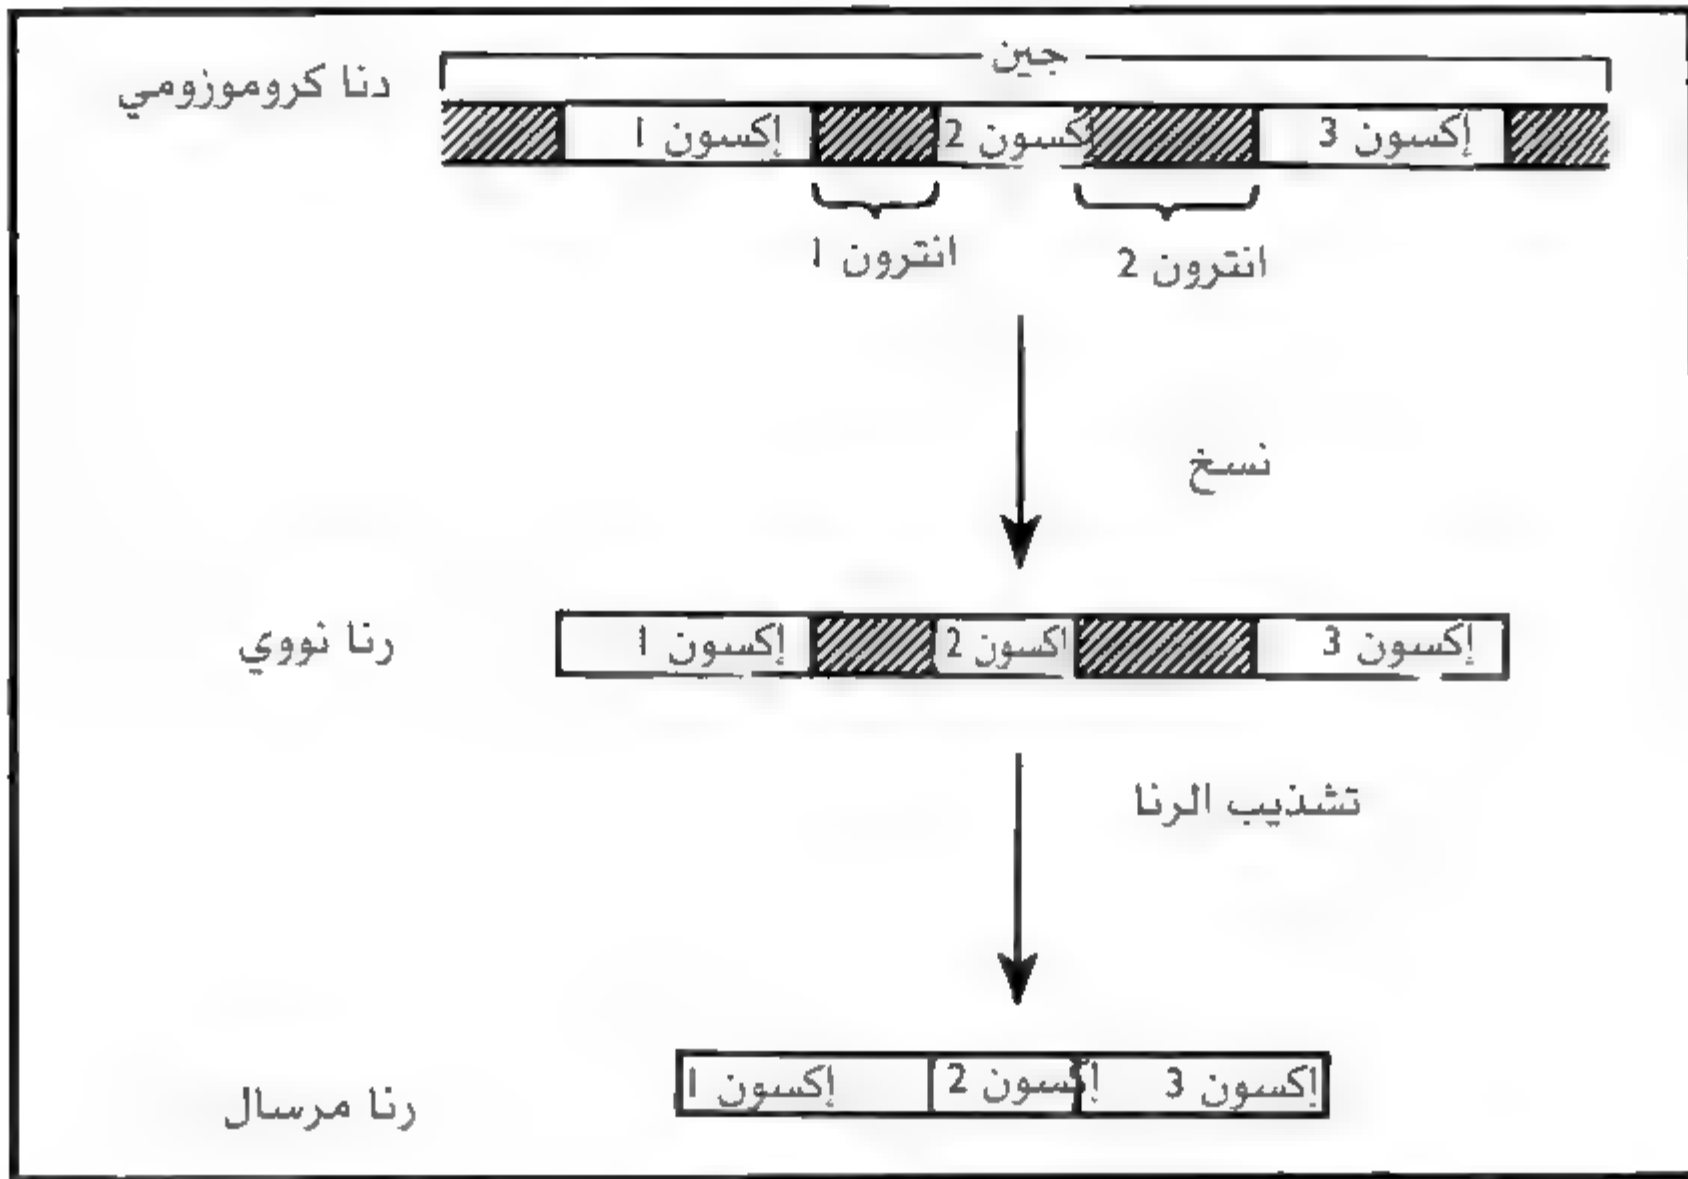 جين
دنا كروموزومي
إكسون 1
إكسون 2
إكسون 3
انترون 1
انترون 2
نسخ
رنا نووي
إكسون 1
اكسون 2
إكسون 3
تشذيب الرنا
رنا مرسال
إكسون 1
إكسون 2
إكسون 3